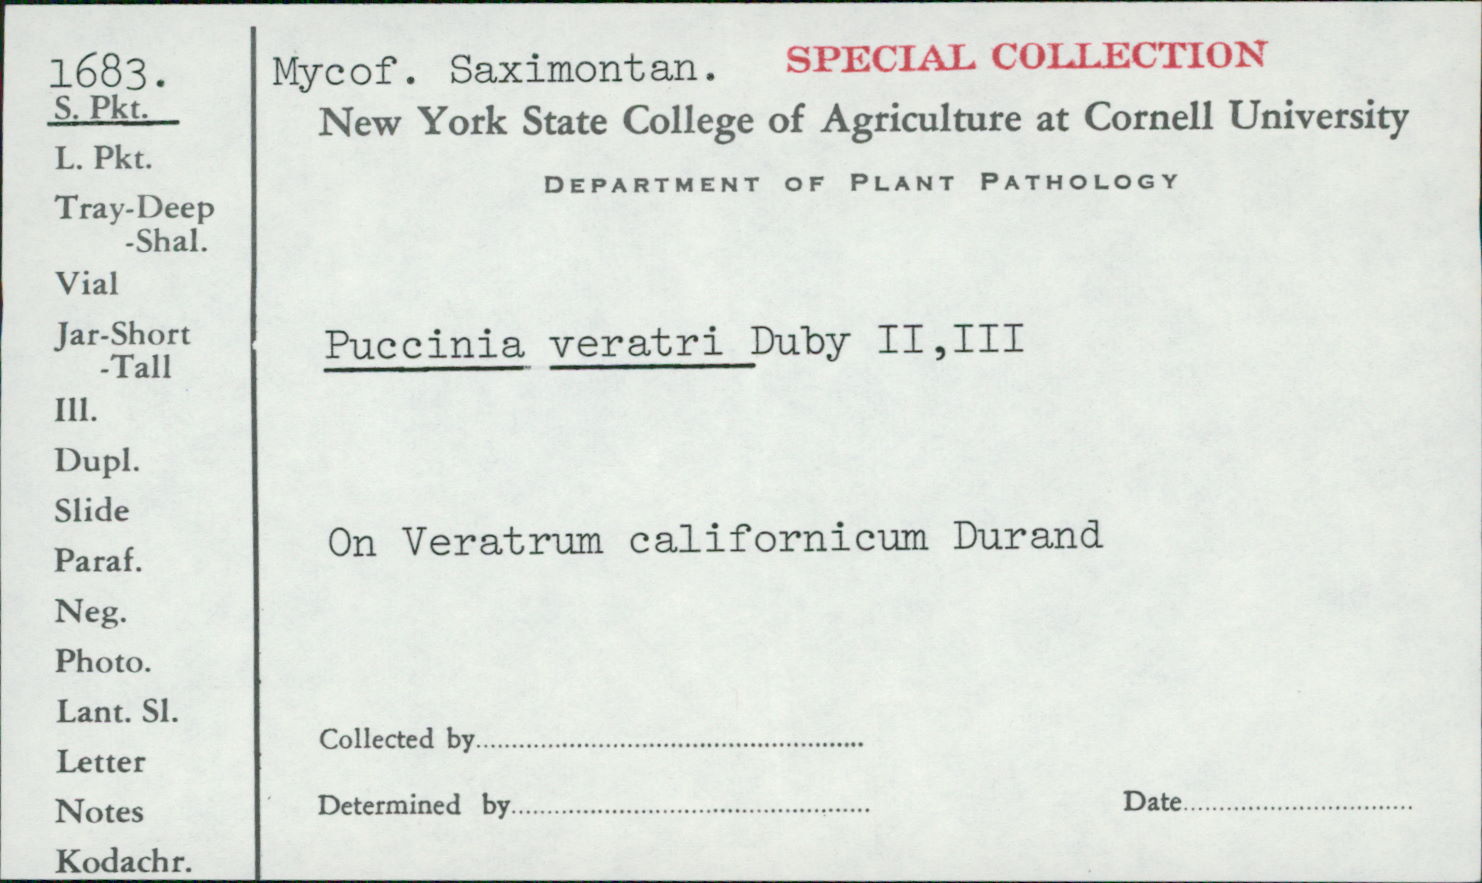 1683.
S. Pkt.
L. Pkt.
Tray-Deep
-Shal.
Vial
Jar-Short
-Tall
Ill.
Dupl.
Slide
Paraf.
Neg.
Photo.
Lant. Sl.
Letter
Notes
Kodachr.
Mycof. Saximontan. SPECIAL COLLECTION
New York State College of Agriculture at Cornell University
DEPARTMENT OF PLANT PATHOLOGY
Puccinia veratri Duby II,III
On Veratrum californicum Durand
Collected by
Determined by
Date